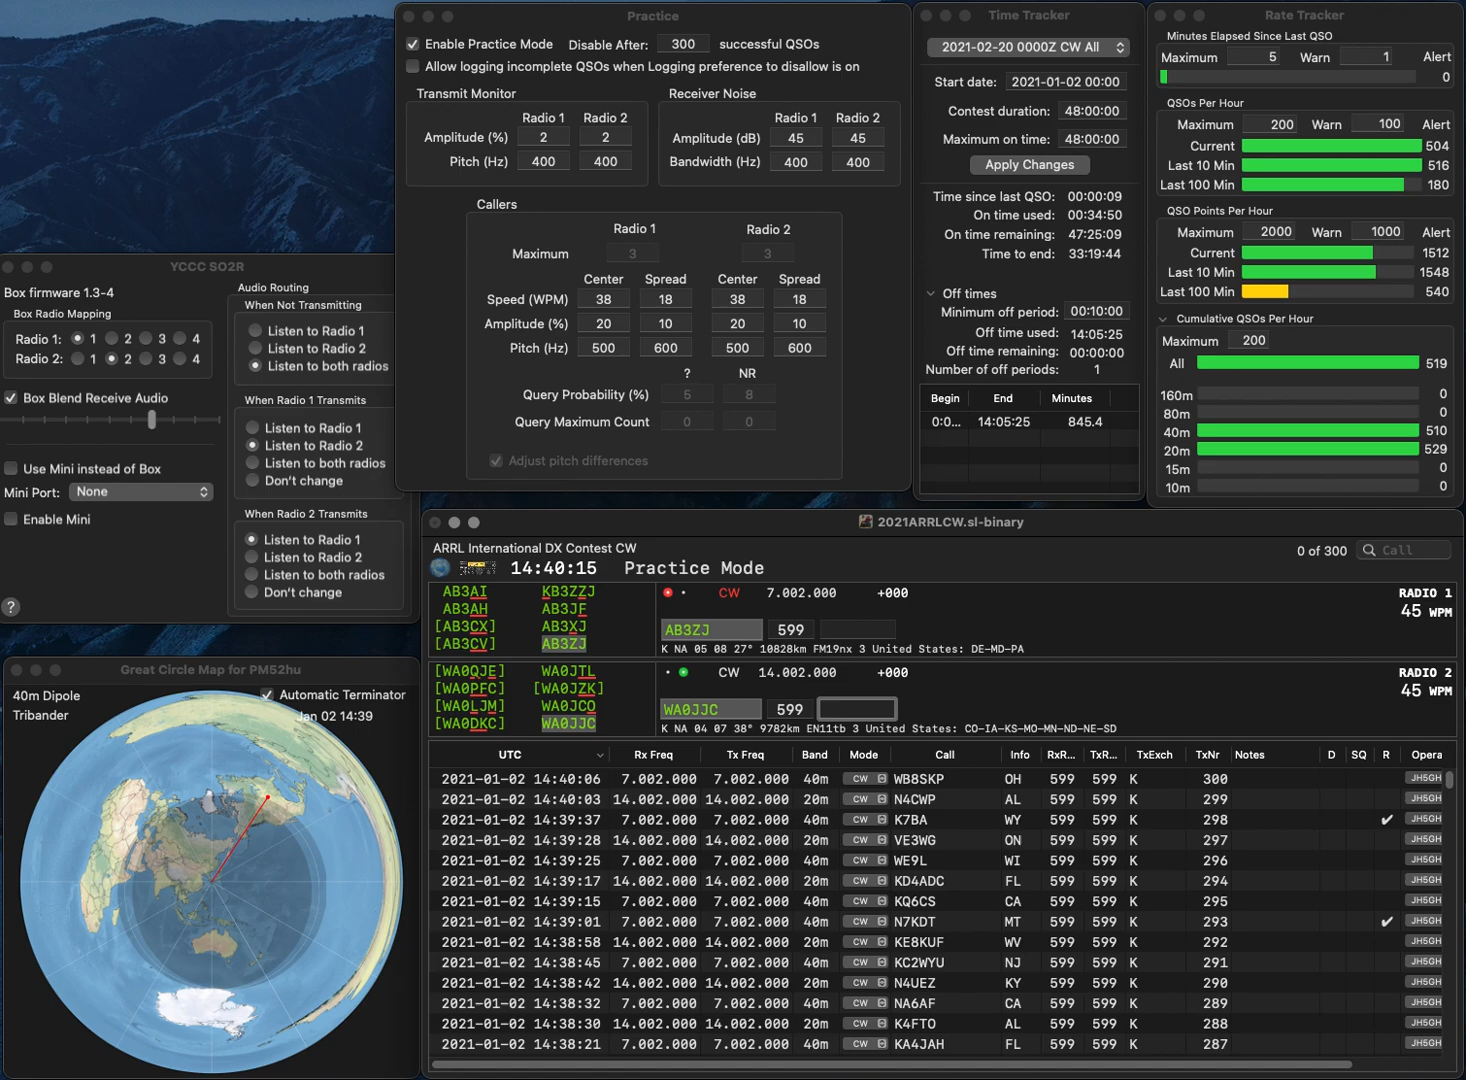 Practice
Enable Practice Mode Disable After: 300 successful QSOs
Allow logging incomplete QSOs when Logging preference to disallow is on
Transmit Monitor
Radio 1 Radio 2
Amplitude (%) 2 2
Pitch (Hz) 400 400
Receiver Noise
Radio 1 Radio 2
Amplitude (dB) 45 45
Bandwidth (Hz) 400 400
Callers
Radio 1 Radio 2
Maximum 3 3
Center Spread Center Spread
Speed (WPM) 38 18 38 18
Amplitude (%) 20 10 20 10
Pitch (Hz) 500 600 500 600
? NR
Query Probability (%) 5 8
Query Maximum Count 0 0
Adjust pitch differences
Time Tracker
2021-02-20 0000Z CW All
Start date: 2021-01-02 00:00
Contest duration: 48:00:00
Maximum on time: 48:00:00
Apply Changes
Time since last QSO: 00:00:09
On time used: 00:34:50
On time remaining: 47:25:09
Time to end: 33:19:44
Off times
Minimum off period: 00:10:00
Off time used: 14:05:25
Off time remaining: 00:00:00
Number of off periods: 1
Begin End Minutes
0:0... 14:05:25 845.4
Rate Tracker
Minutes Elapsed Since Last QSO
Maximum 5 Warn 1 Alert
0
QSOs Per Hour
Maximum 200 Warn 100 Alert
Current 504
Last 10 Min 516
Last 100 Min 180
QSO Points Per Hour
Maximum 2000 Warn 1000 Alert
Current 1512
Last 10 Min 1548
Last 100 Min 540
Cumulative QSOs Per Hour
Maximum 200
All 519
160m 0
80m 0
40m 510
20m 529
15m 0
10m 0
YCCC SO2R
Box firmware 1.3-4
Box Radio Mapping
Radio 1: 1 2 3 4
Radio 2: 1 2 3 4
Box Blend Receive Audio
Use Mini instead of Box
Mini Port: None
Enable Mini
?
Audio Routing
When Not Transmitting
Listen to Radio 1
Listen to Radio 2
Listen to both radios
When Radio 1 Transmits
Listen to Radio 1
Listen to Radio 2
Listen to both radios
Don't change
When Radio 2 Transmits
Listen to Radio 1
Listen to Radio 2
Listen to both radios
Don't change
Great Circle Map for PM52hu
40m Dipole
Tribander
Automatic Terminator
Jan 02 14:39
2021ARRLCW.sl-binary
ARRL International DX Contest CW
0 of 300 Call
14:40:15 Practice Mode
AB3AI KB3ZZJ
AB3AH AB3JF
[AB3CX] AB3XJ
[AB3CV] AB3ZJ
CW 7.002.000 +000
RADIO 1
45 WPM
AB3ZJ 599
K NA 05 08 27° 10828km FM19nx 3 United States: DE-MD-PA
[WA0QJE] WA0JTL
[WA0PFC] [WA0JZK]
[WA0LJM] WA0JCO
[WA0DKC] WA0JJC
CW 14.002.000 +000
RADIO 2
45 WPM
WA0JJC 599
K NA 04 07 38° 9782km EN11tb 3 United States: CO-IA-KS-MO-MN-ND-NE-SD
UTC Rx Freq Tx Freq Band Mode Call Info RxR... TxR... TxExch TxNr Notes D SQ R Opera
2021-01-02 14:40:06 7.002.000 7.002.000 40m CW WB8SKP OH 599 599 K 300 JH5GH
2021-01-02 14:40:03 14.002.000 14.002.000 20m CW N4CWP AL 599 599 K 299 JH5GH
2021-01-02 14:39:37 7.002.000 7.002.000 40m CW K7BA WY 599 599 K 298 ✔ JH5GH
2021-01-02 14:39:28 14.002.000 14.002.000 20m CW VE3WG ON 599 599 K 297 JH5GH
2021-01-02 14:39:25 7.002.000 7.002.000 40m CW WE9L WI 599 599 K 296 JH5GH
2021-01-02 14:39:17 14.002.000 14.002.000 20m CW KD4ADC FL 599 599 K 294 JH5GH
2021-01-02 14:39:15 7.002.000 7.002.000 40m CW KQ6CS CA 599 599 K 295 JH5GH
2021-01-02 14:39:01 7.002.000 7.002.000 40m CW N7KDT MT 599 599 K 293 ✔ JH5GH
2021-01-02 14:38:58 14.002.000 14.002.000 20m CW KE8KUF WV 599 599 K 292 JH5GH
2021-01-02 14:38:45 7.002.000 7.002.000 40m CW KC2WYU NJ 599 599 K 291 JH5GH
2021-01-02 14:38:42 14.002.000 14.002.000 20m CW N4UEZ KY 599 599 K 290 JH5GH
2021-01-02 14:38:32 7.002.000 7.002.000 40m CW NA6AF CA 599 599 K 289 JH5GH
2021-01-02 14:38:30 14.002.000 14.002.000 20m CW K4FTO AL 599 599 K 288 JH5GH
2021-01-02 14:38:21 7.002.000 7.002.000 40m CW KA4JAH FL 599 599 K 287 JH5GH